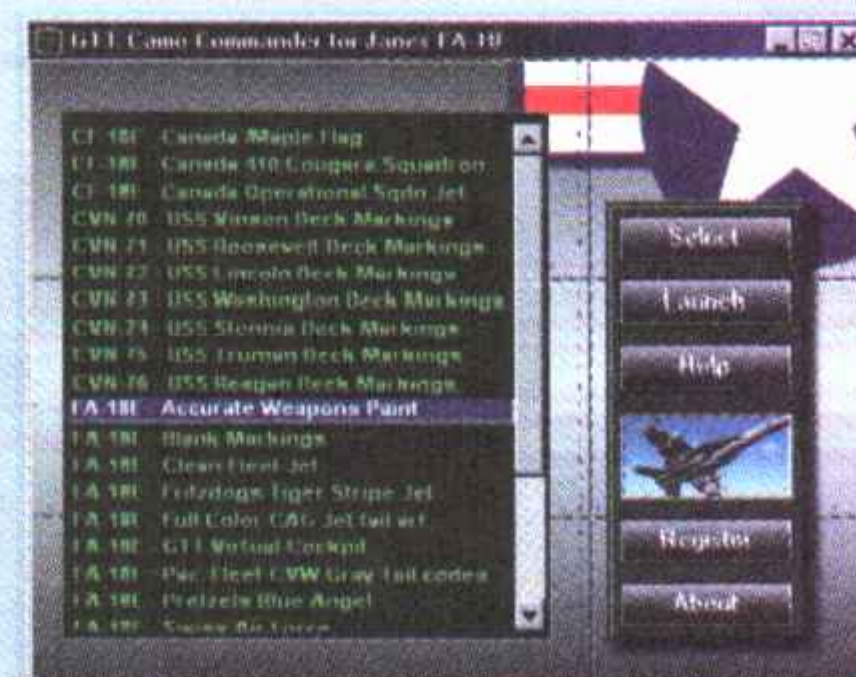 GTT Camo Commander for Janes FA-18
CF-18E Canada Maple Flag
CF-18E Canada 410 Cougars Squadron
CF-18E Canada Operational Sqdn Jet
CVN-70 USS Vinson Deck Markings
CVN-71 USS Roosevelt Deck Markings
CVN-72 USS Lincoln Deck Markings
CVN-73 USS Washington Deck Markings
CVN-74 USS Stennis Deck Markings
CVN-75 USS Truman Deck Markings
CVN-76 USS Reagan Deck Markings
FA-18E Accurate Weapons Paint
FA-18E Blank Markings
FA-18E Clean Fleet Jet
FA-18E Fritzdogs Tiger Stripe Jet
FA-18E Full Color CAG Jet tail art
FA-18E GTT Virtual Cockpit
FA-18E Pac Fleet CVW Gray Tail codes
FA-18E Pretzels Blue Angel
FA-18E Swiss Air Force
Select
Launch
Help
Register
About